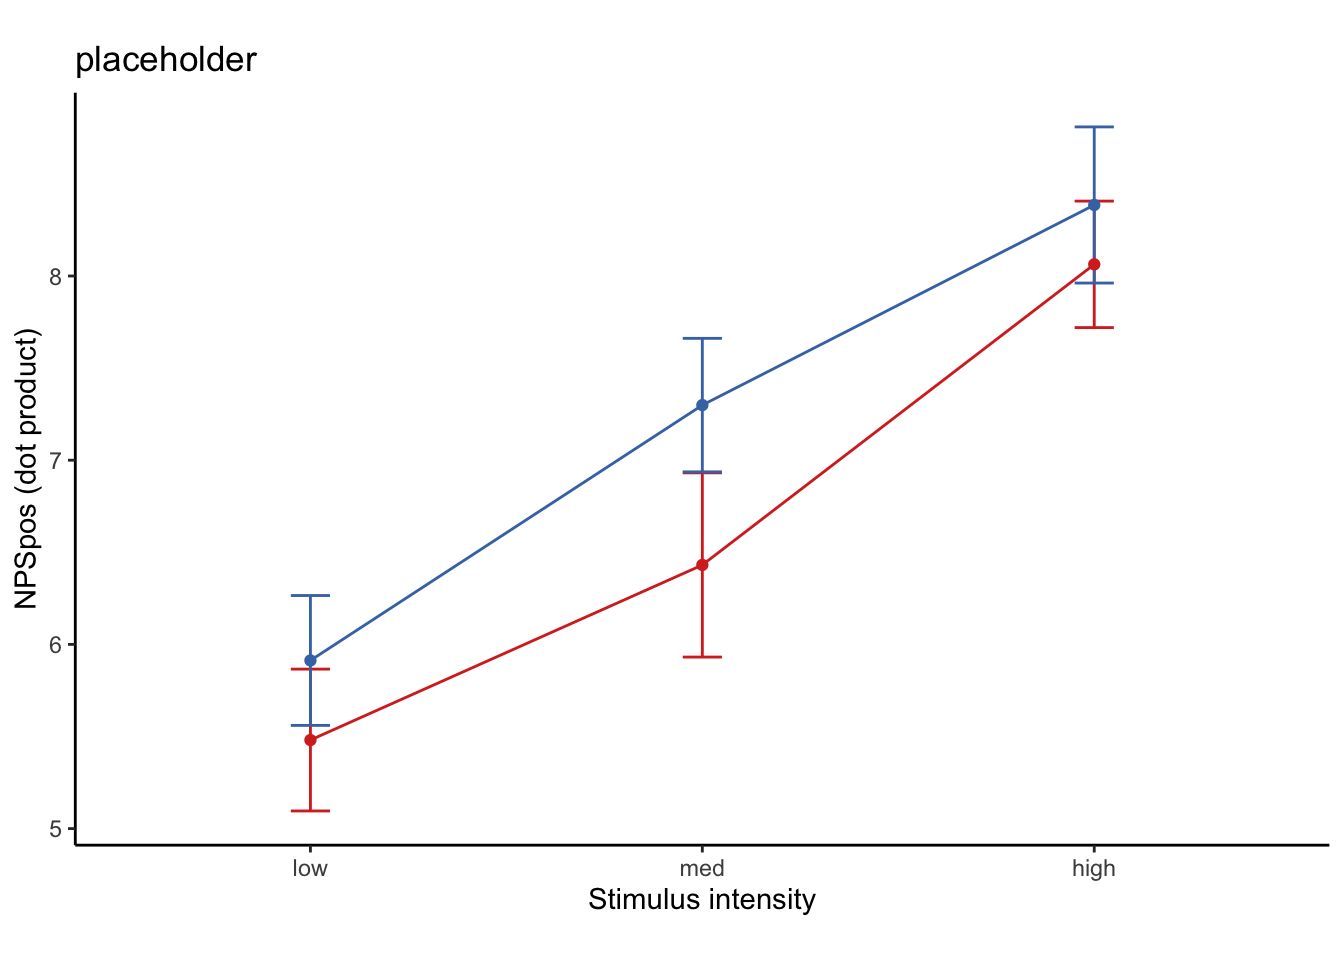 placeholder
NPSpos (dot product)
8
7
6
5
low med high
Stimulus intensity